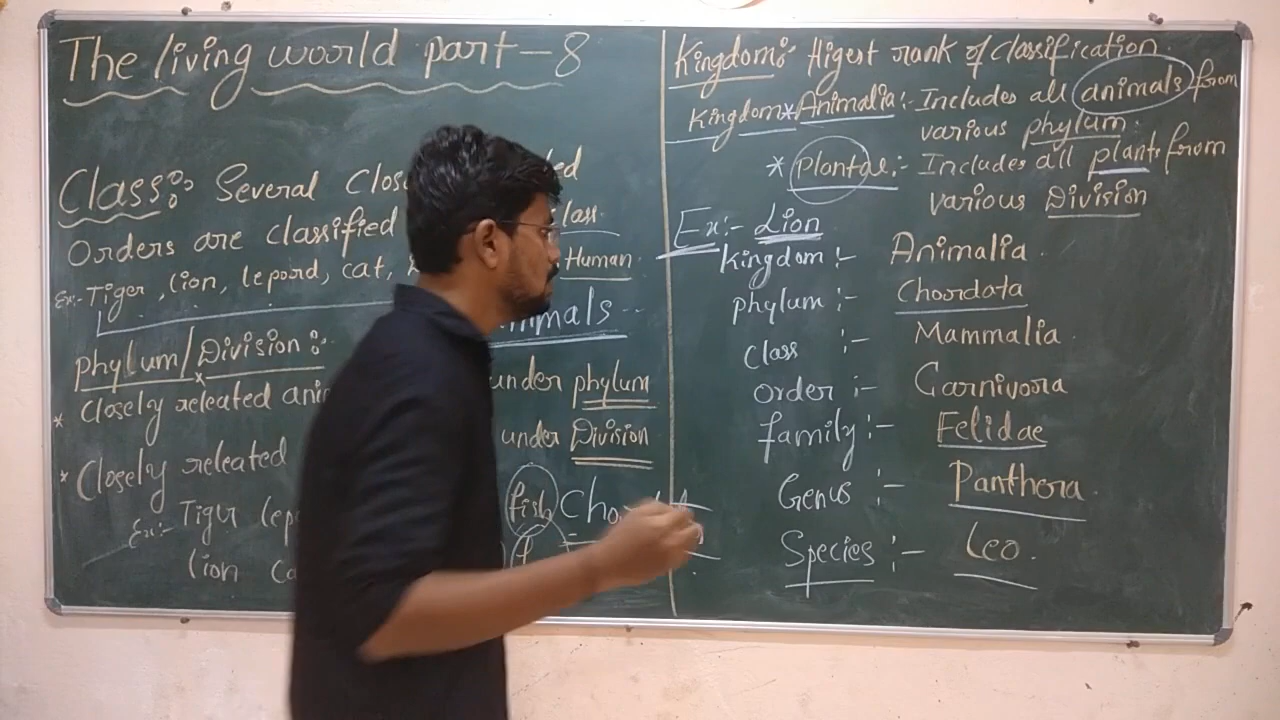 The living world part-8
Class:- Several Clos ed
Orders are classified lass.
Ex:- Tiger, lion, lepord, cat, Human
mmals --
Phylum/Division:-
* Closely releated ani under phylum
* Closely releated under Division
Ex:- Tiger lep fish Cho
lion ca
Kingdom:- Higest rank of classification.
Kingdom * Animalia:- Includes all animals from
various phylum.
* Plantae:- Includes all plants from
various Division
Ex:- Lion
kingdom :- Animalia.
phylum :- Choordata
Class :- Mammalia
Order :- Carnivora
family :- Felidae
Genus :- Panthera.
Species :- Leo.